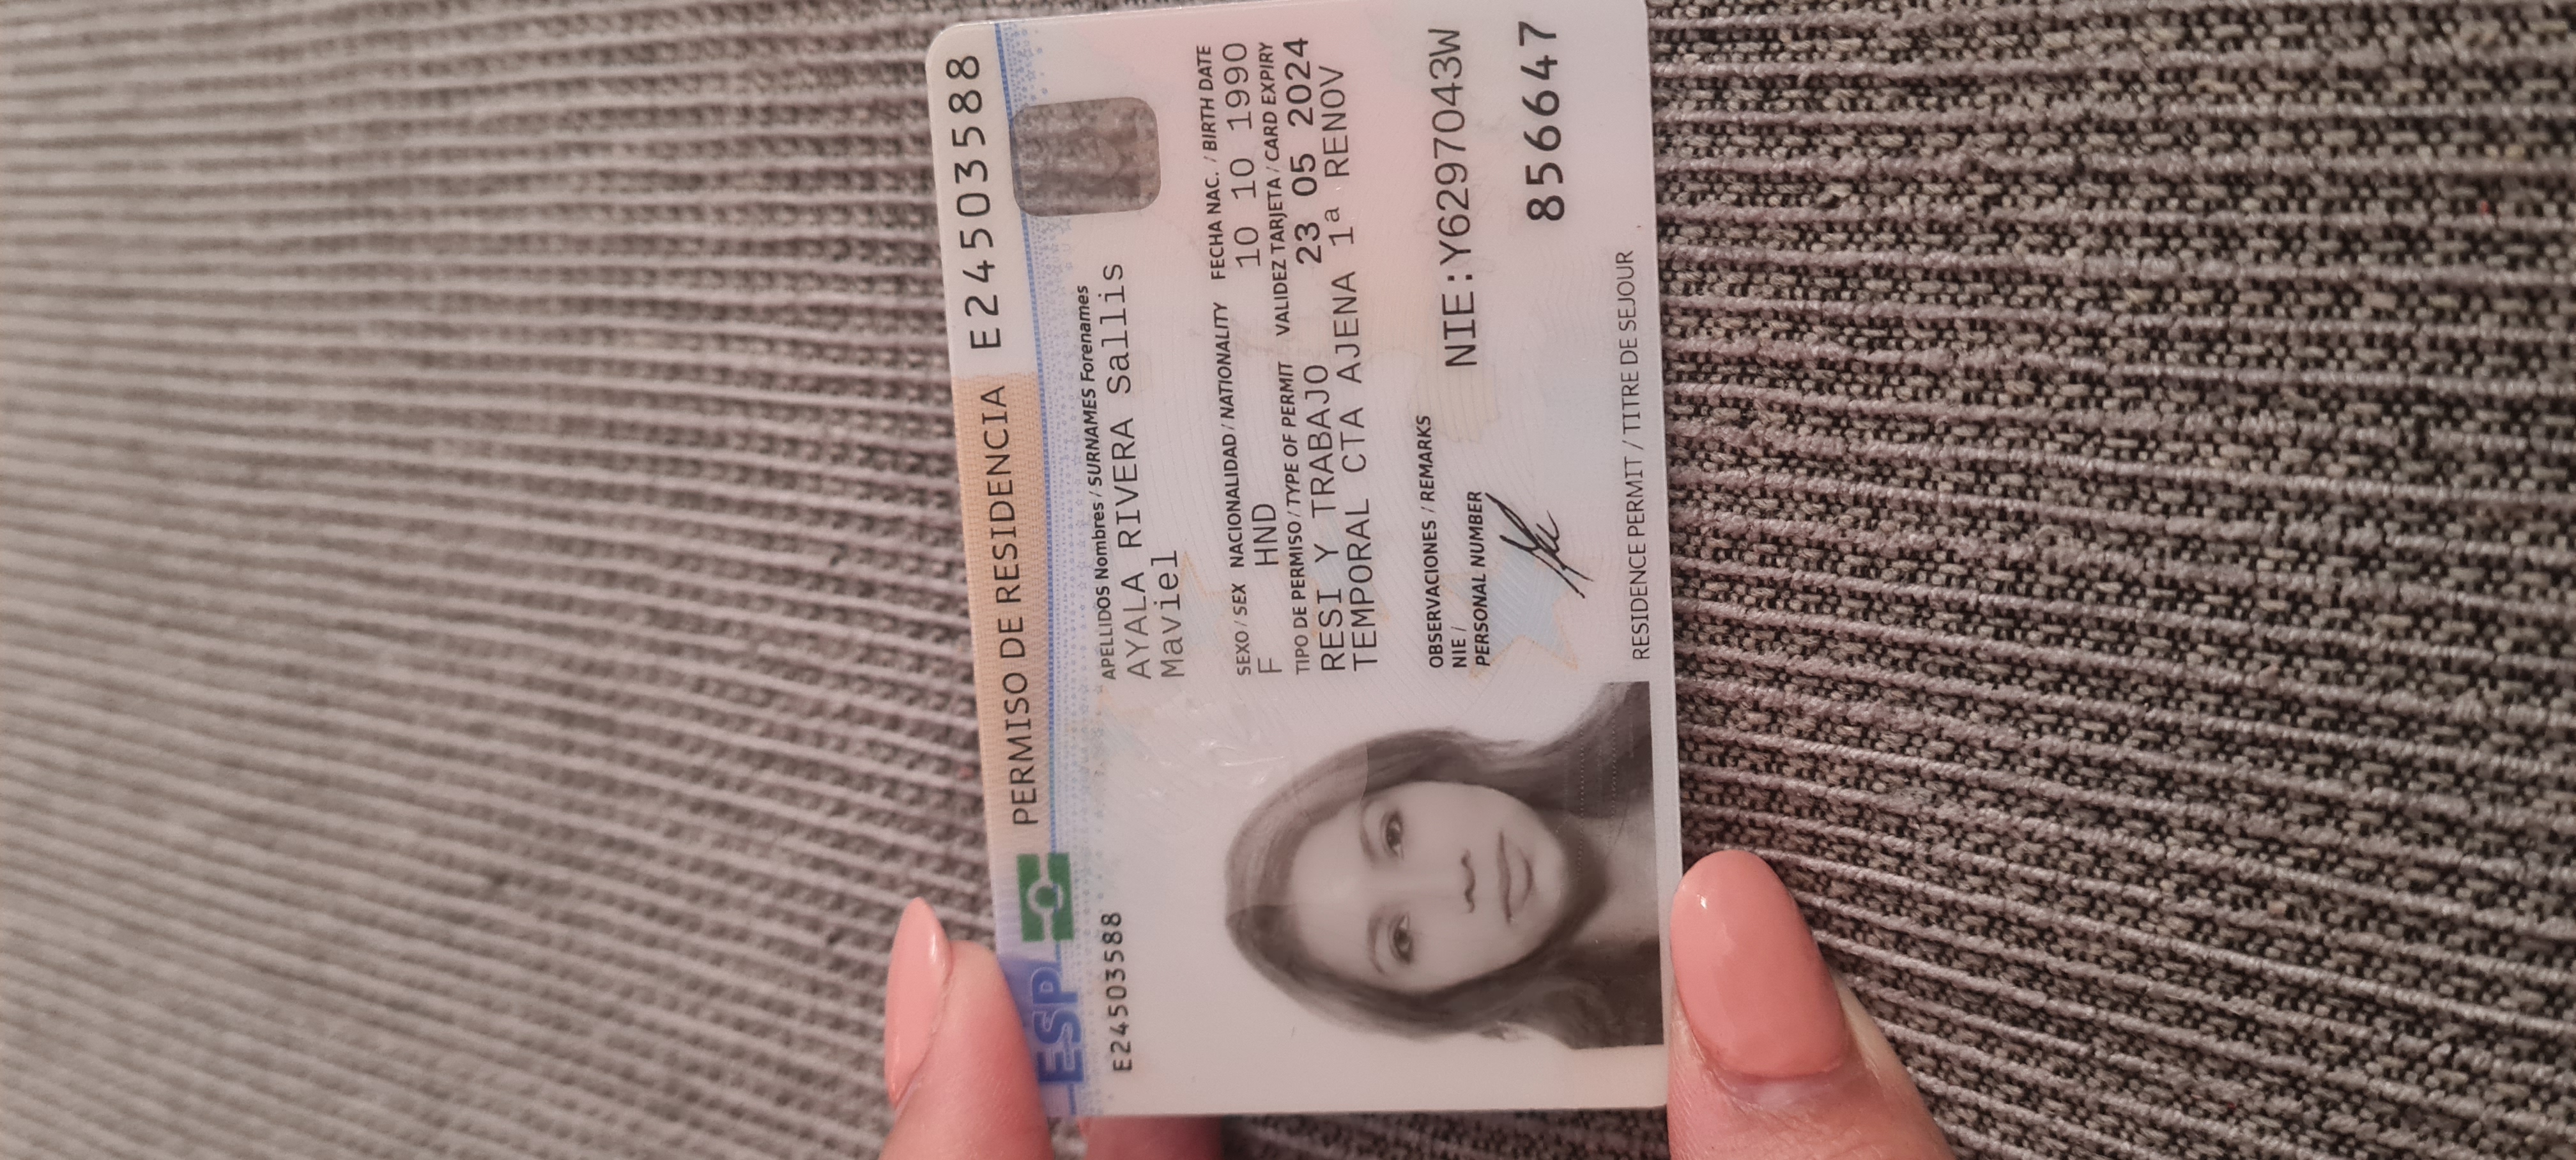 ESP PERMISO DE RESIDENCIA E24503588
E24503588
APELLIDOS Nombres / SURNAMES Forenames
AYALA RIVERA Sallis
Maviel
SEXO / SEX NACIONALIDAD / NATIONALITY FECHA NAC. / BIRTH DATE
F HND 10 10 1990
TIPO DE PERMISO / TYPE OF PERMIT VALIDEZ TARJETA / CARD EXPIRY
RESI Y TRABAJO 23 05 2024
TEMPORAL CTA AJENA 1ª RENOV
OBSERVACIONES / REMARKS
NIE / NIE:Y6297043W
PERSONAL NUMBER
856647
RESIDENCE PERMIT / TITRE DE SEJOUR